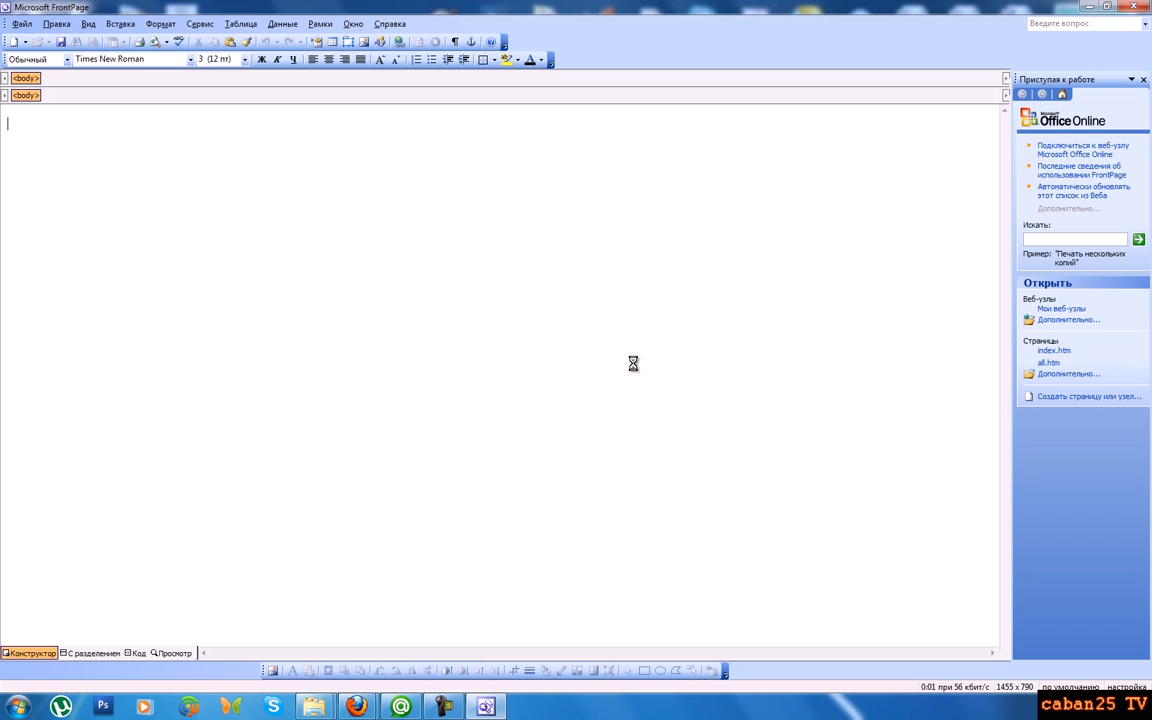 Microsoft FrontPage
Файл Правка Вид Вставка Формат Сервис Таблица Данные Рамки Окно Справка
Введите вопрос
Обычный Times New Roman 3 (12 пт) Ж К Ч
<body>
<body>
Приступая к работе
Microsoft Office Online
Подключиться к веб-узлу
Microsoft Office Online
Последние сведения об
использовании FrontPage
Автоматически обновлять
этот список из Веба
Дополнительно...
Искать:
Пример: "Печать нескольких
копий"
Открыть
Веб-узлы
Мои веб-узлы
Дополнительно...
Страницы
index.htm
all.htm
Дополнительно...
Создать страницу или узел...
Конструктор С разделением Код Просмотр
0:01 при 56 кбит/с 1455 x 790 по умолчанию настройка
Ps
caban25 TV